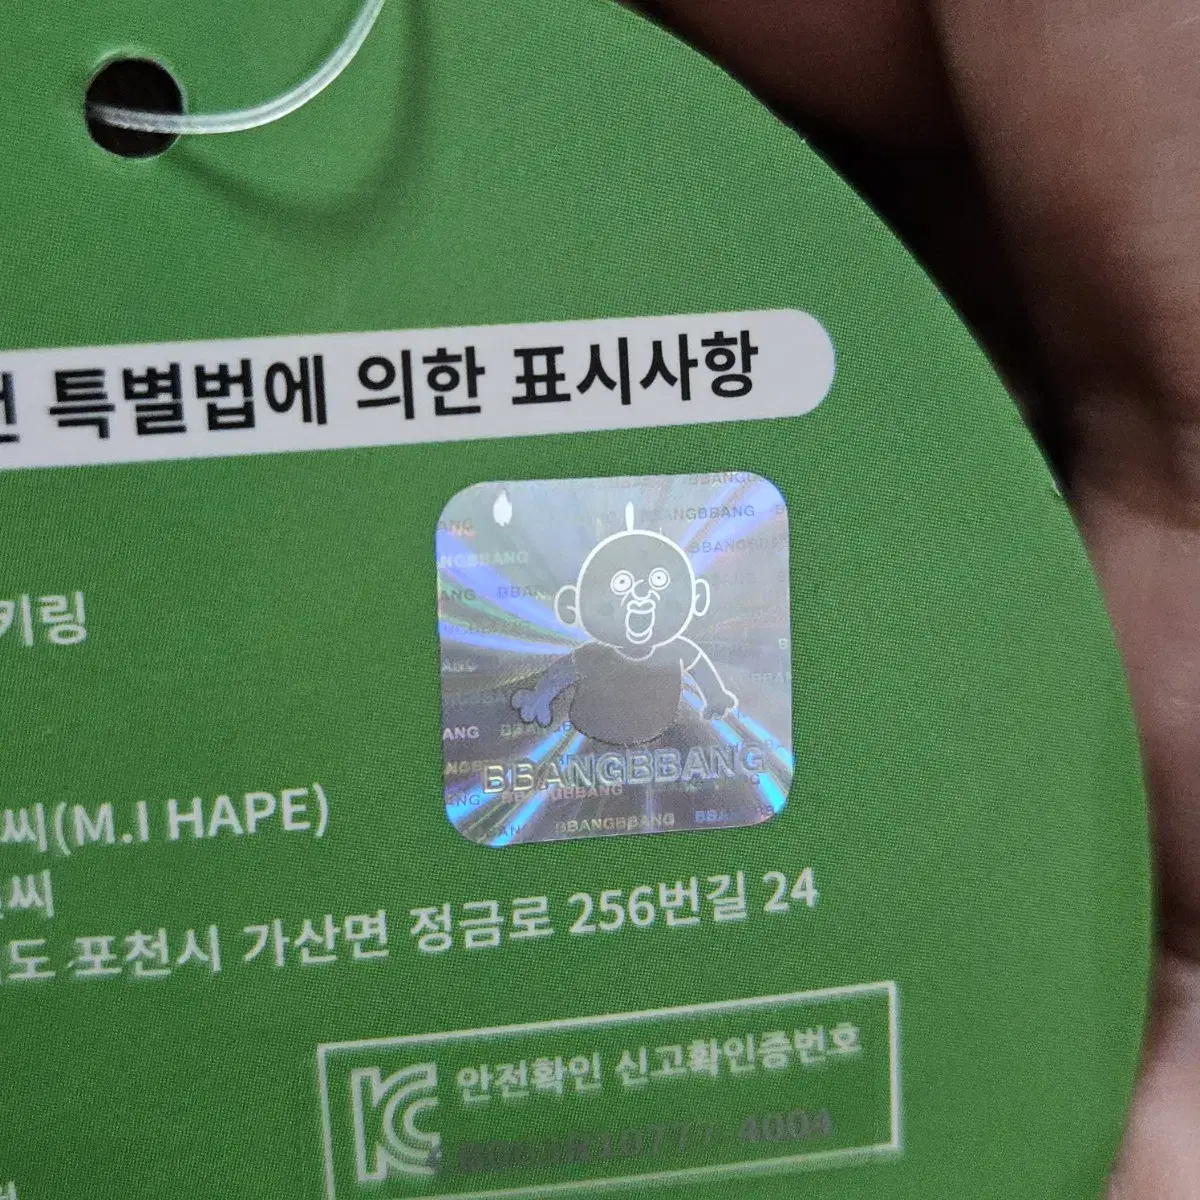 특별법에 의한 표시사항
키링
BBANGBBANG
씨(M.I HAPE)
씨
도 포천시 가산면 정금로 256번길 24
KC 안전확인 신고확인증번호